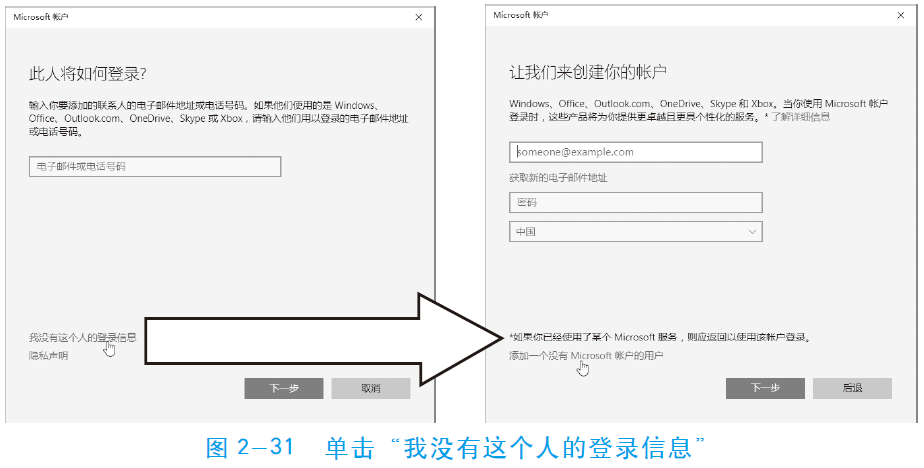 Microsoft 帐户
此人将如何登录?
输入你要添加的联系人的电子邮件地址或电话号码。如果他们使用的是 Windows、
Office、Outlook.com、OneDrive、Skype 或 Xbox，请输入他们用以登录的电子邮件地址
或电话号码。
电子邮件或电话号码
我没有这个人的登录信息
隐私声明
下一步
取消
Microsoft 帐户
让我们来创建你的帐户
Windows、Office、Outlook.com、OneDrive、Skype 和 Xbox。当你使用 Microsoft 帐户
登录时，这些产品将为你提供更卓越且更具个性化的服务。* 了解详细信息
someone@example.com
获取新的电子邮件地址
密码
中国
*如果你已经使用了某个 Microsoft 服务，则应返回以使用该帐户登录。
添加一个没有 Microsoft 帐户的用户
下一步
后退
图 2—31 单击“我没有这个人的登录信息”